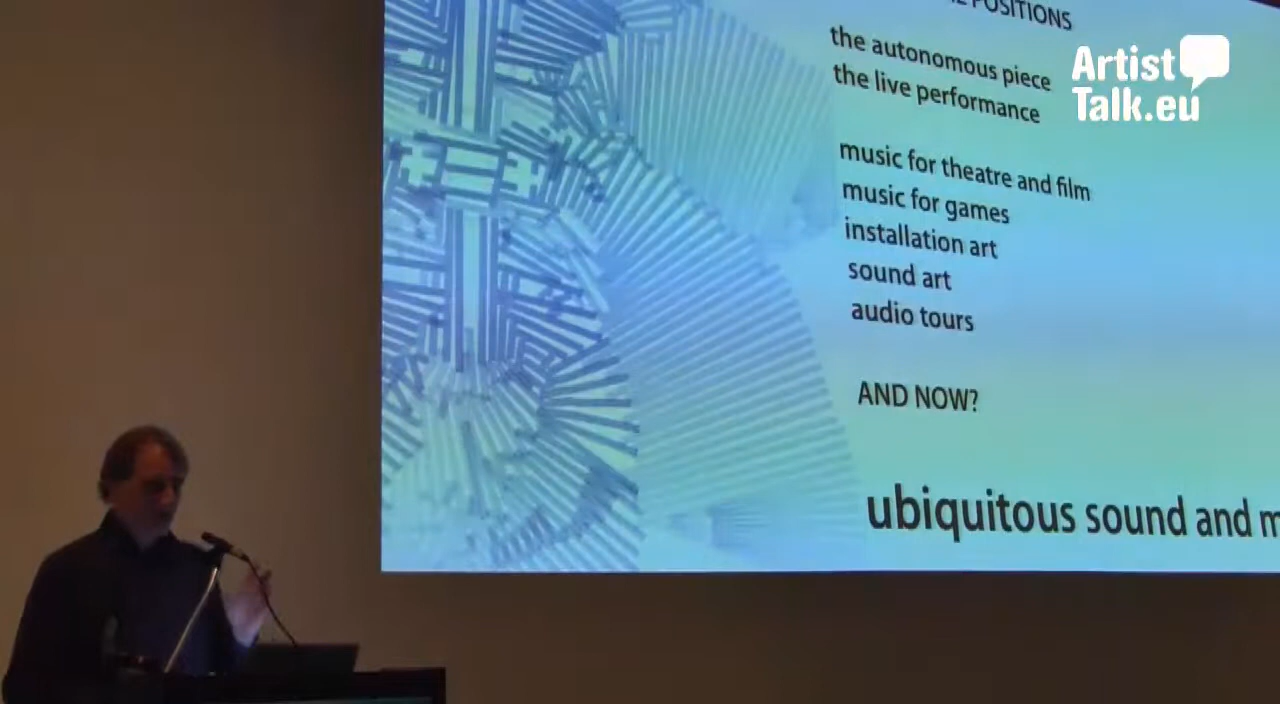 POSITIONS
the autonomous piece
the live performance
music for theatre and film
music for games
installation art
sound art
audio tours
AND NOW?
ubiquitous sound and
Artist
Talk.eu